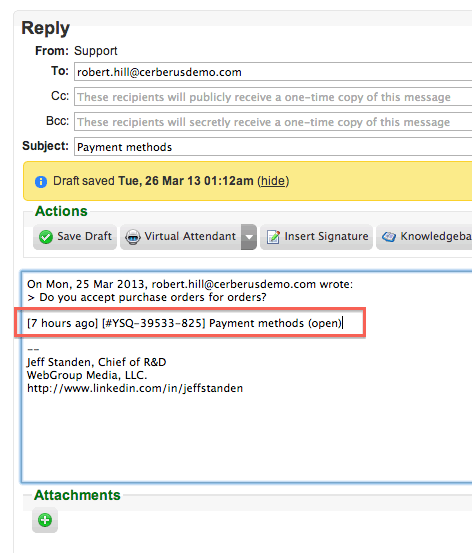 Reply
From: Support
To: robert.hill@cerberusdemo.com
Cc: These recipients will publicly receive a one-time copy of this message
Bcc: These recipients will secretly receive a one-time copy of this message
Subject: Payment methods
Draft saved Tue, 26 Mar 13 01:12am (hide)
Actions
Save Draft Virtual Attendant Insert Signature Knowledgeba
On Mon, 25 Mar 2013, robert.hill@cerberusdemo.com wrote:
> Do you accept purchase orders for orders?
[7 hours ago] [#YSQ-39533-825] Payment methods (open)
--
Jeff Standen, Chief of R&D
WebGroup Media, LLC.
http://www.linkedin.com/in/jeffstanden
Attachments